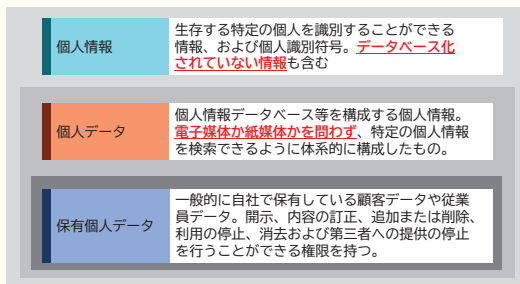 個人情報
生存する特定の個人を識別することができる
情報、および個人識別符号。データベース化
されていない情報も含む
個人データ
個人情報データベース等を構成する個人情報。
電子媒体か紙媒体かを問わず、特定の個人情報
を検索できるように体系的に構成したもの。
保有個人データ
一般的に自社で保有している顧客データや従業
員データ。開示、内容の訂正、追加または削除、
利用の停止、消去および第三者への提供の停止
を行うことができる権限を持つ。